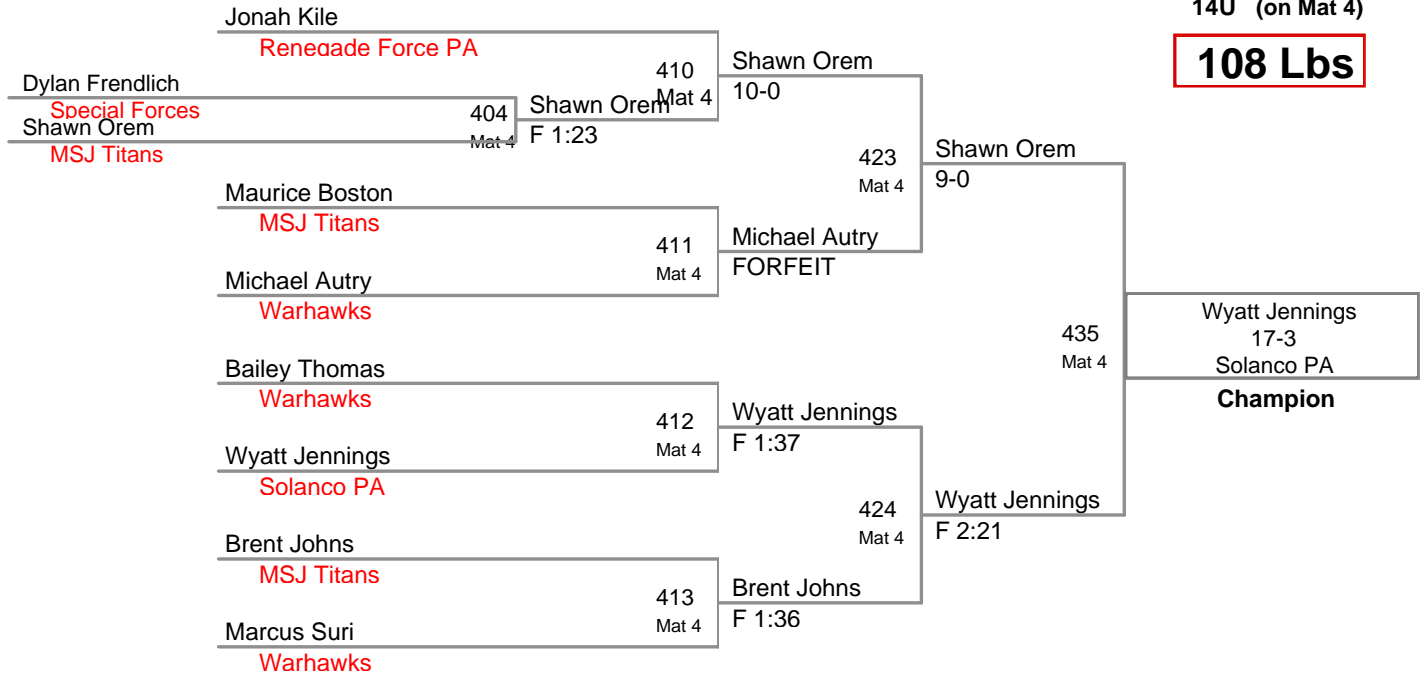 14U (on Mat 4)
108 Lbs
Jonah Kile
Renegade Force PA
Dylan Frendlich
Special Forces
Shawn Orem
MSJ Titans
404
Mat 4
Shawn Orem
F 1:23
410
Mat 4
Shawn Orem
10-0
Maurice Boston
MSJ Titans
411
Mat 4
Michael Autry
FORFEIT
Michael Autry
Warhawks
423
Mat 4
Shawn Orem
9-0
Bailey Thomas
Warhawks
412
Mat 4
Wyatt Jennings
F 1:37
Wyatt Jennings
Solanco PA
424
Mat 4
Wyatt Jennings
F 2:21
Brent Johns
MSJ Titans
413
Mat 4
Brent Johns
F 1:36
Marcus Suri
Warhawks
435
Mat 4
Wyatt Jennings
17-3
Solanco PA
Champion